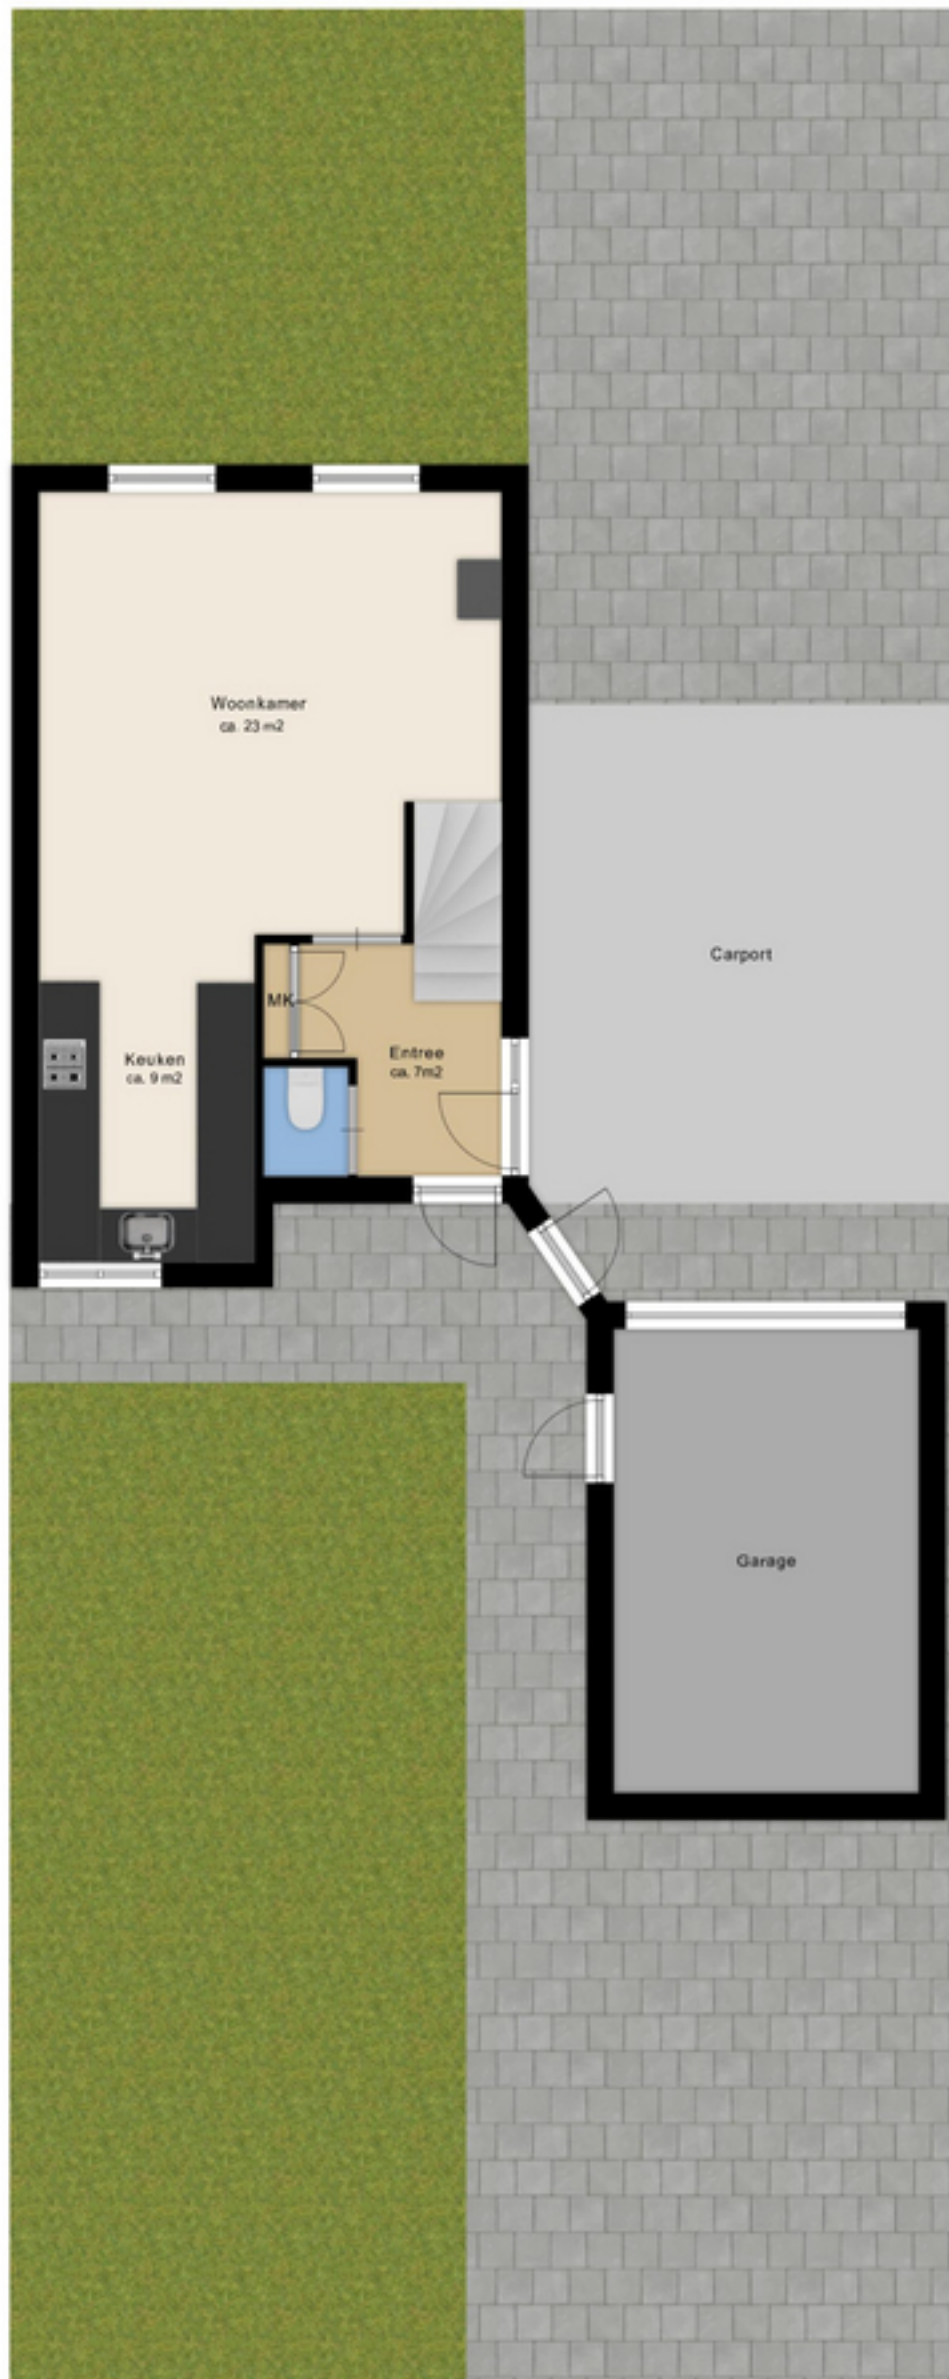 Woonkamer
ca. 23 m2
Carport
MK
Entree
ca. 7m2
Keuken
ca. 9 m2
Garage